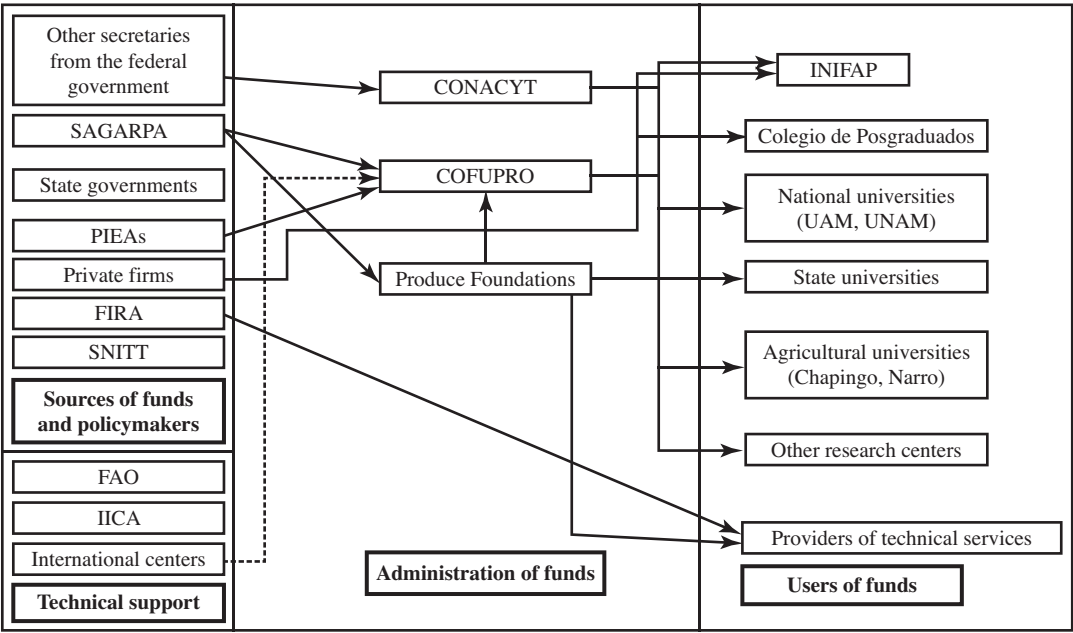 Other secretaries
from the federal
government
SAGARPA
State governments
PIEAs
Private firms
FIRA
SNITT
Sources of funds
and policymakers
FAO
IICA
International centers
Technical support
CONACYT
COFUPRO
Produce Foundations
Administration of funds
INIFAP
Colegio de Posgraduados
National universities
(UAM, UNAM)
State universities
Agricultural universities
(Chapingo, Narro)
Other research centers
Providers of technical services
Users of funds